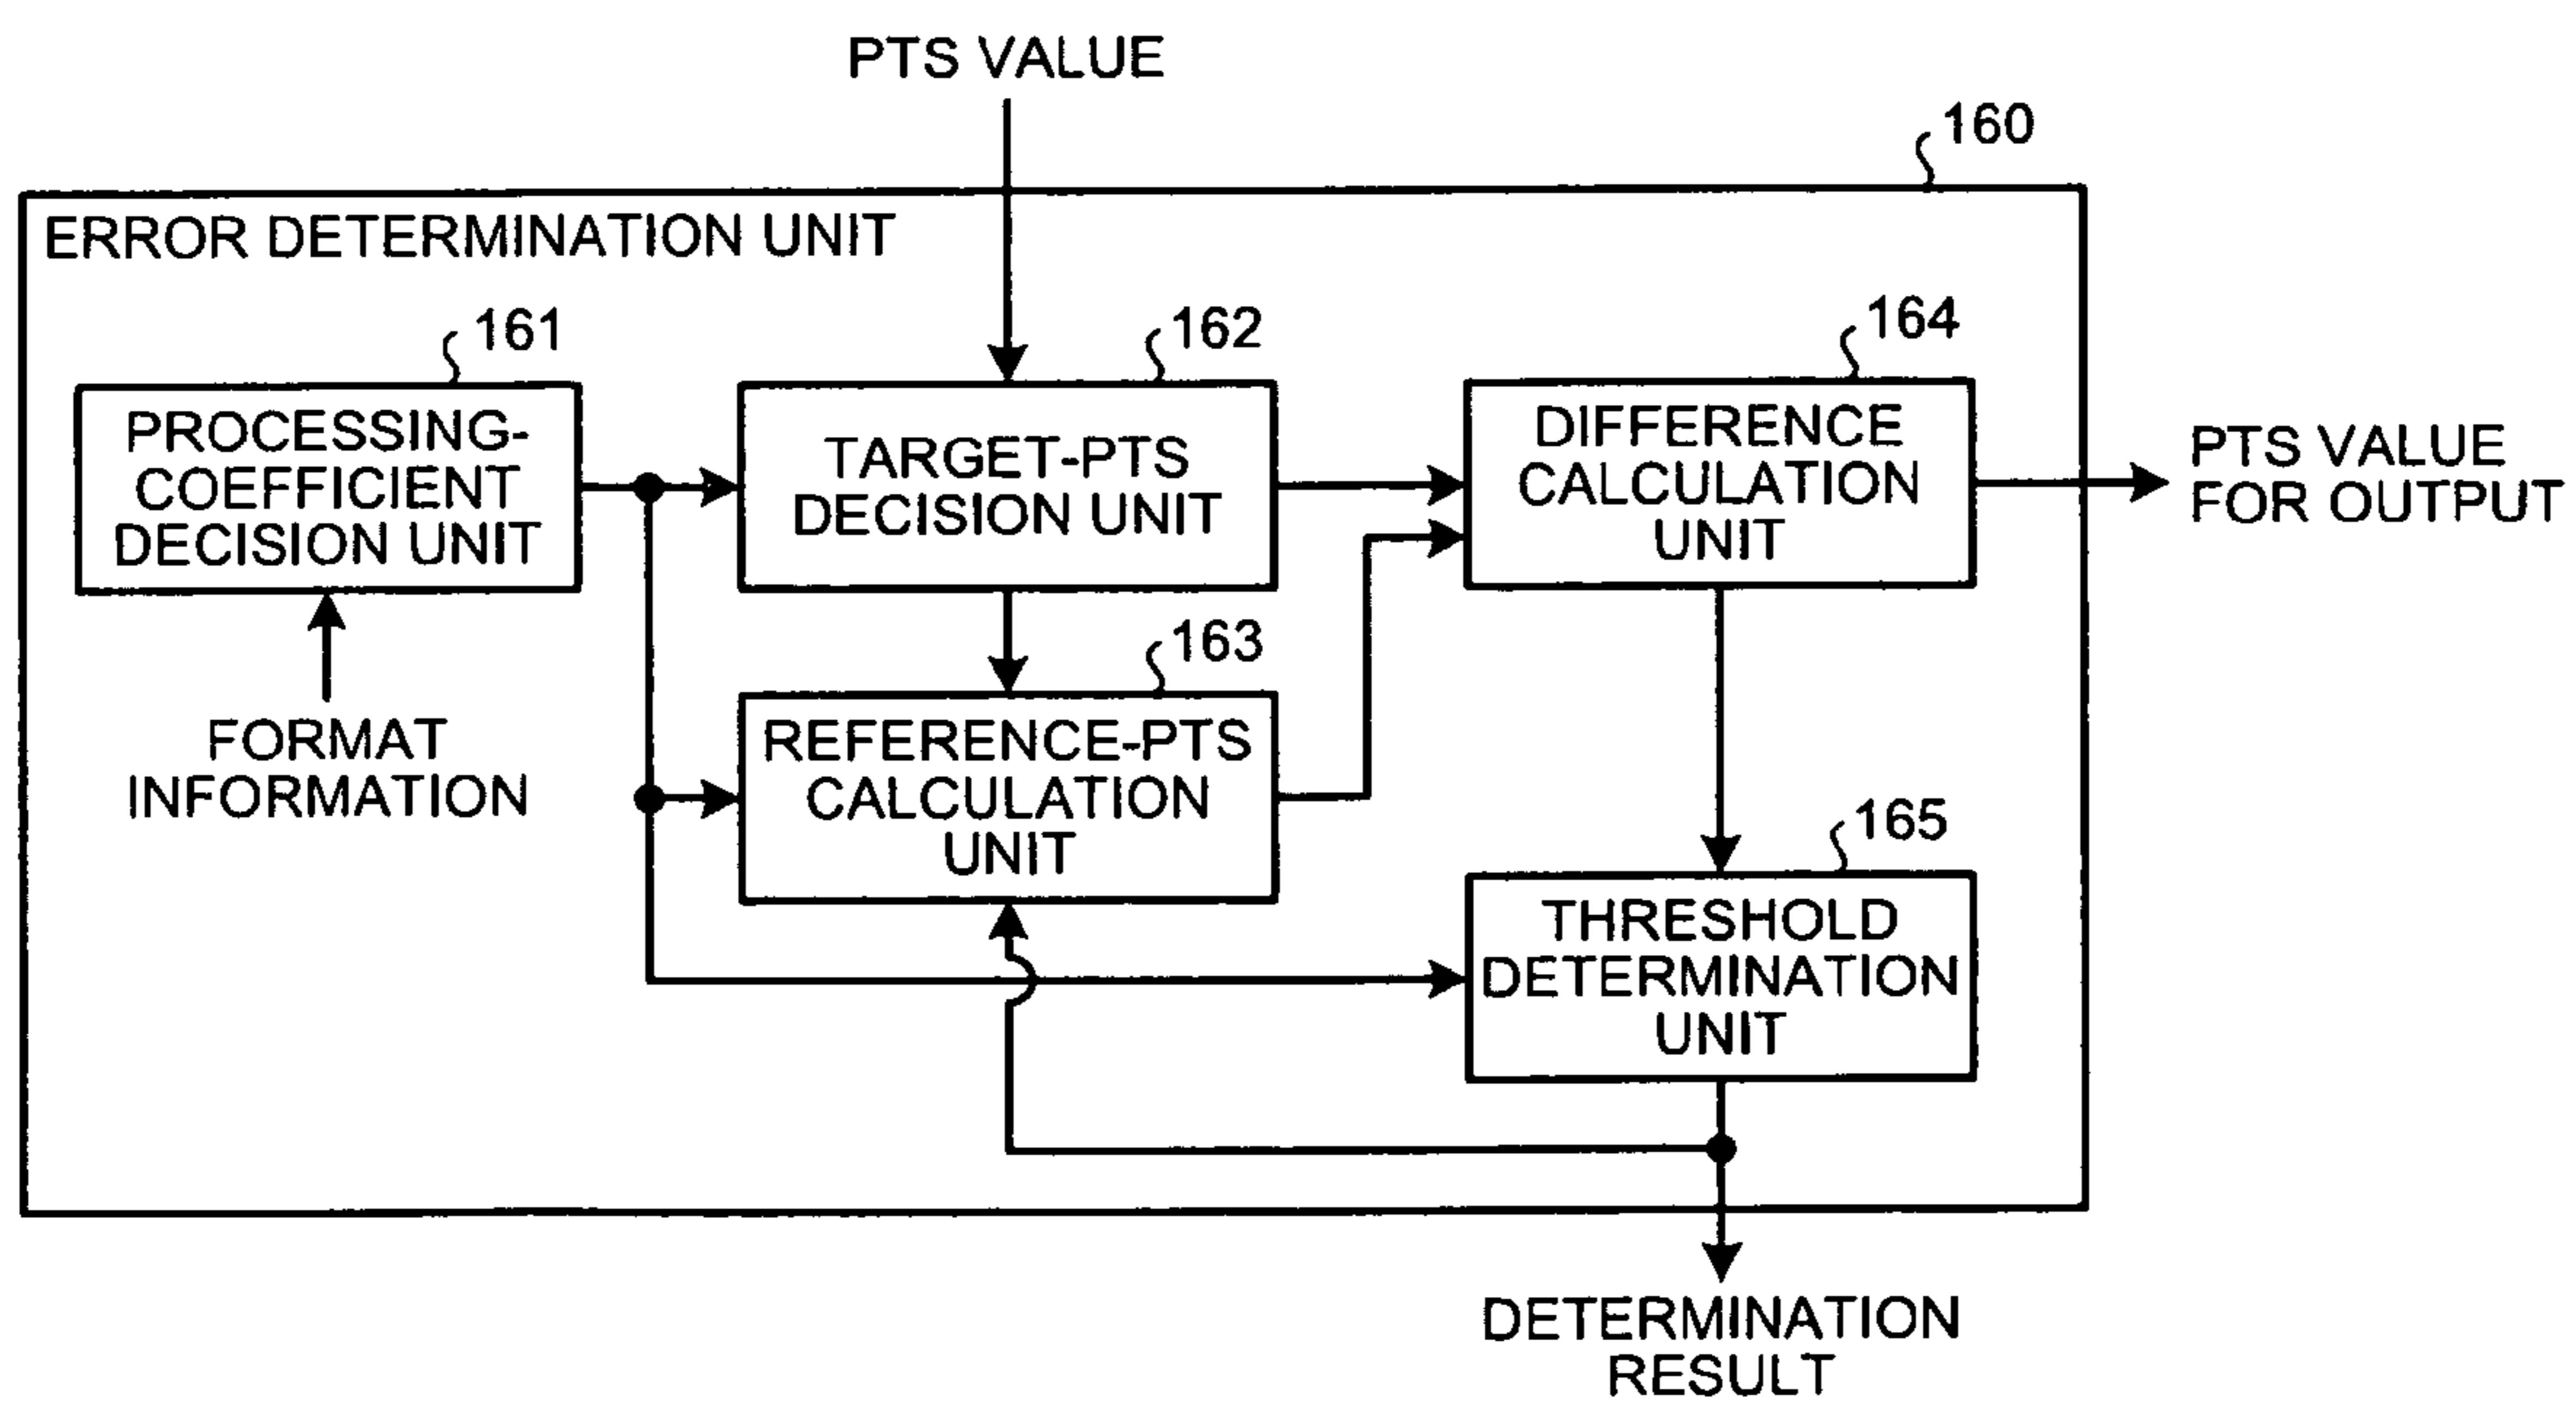 PTS VALUE
160
ERROR DETERMINATION UNIT
161
162
164
PROCESSING-
COEFFICIENT
DECISION UNIT
TARGET-PTS
DECISION UNIT
DIFFERENCE
CALCULATION
UNIT
PTS VALUE
FOR OUTPUT
FORMAT
INFORMATION
163
REFERENCE-PTS
CALCULATION
UNIT
165
THRESHOLD
DETERMINATION
UNIT
DETERMINATION
RESULT